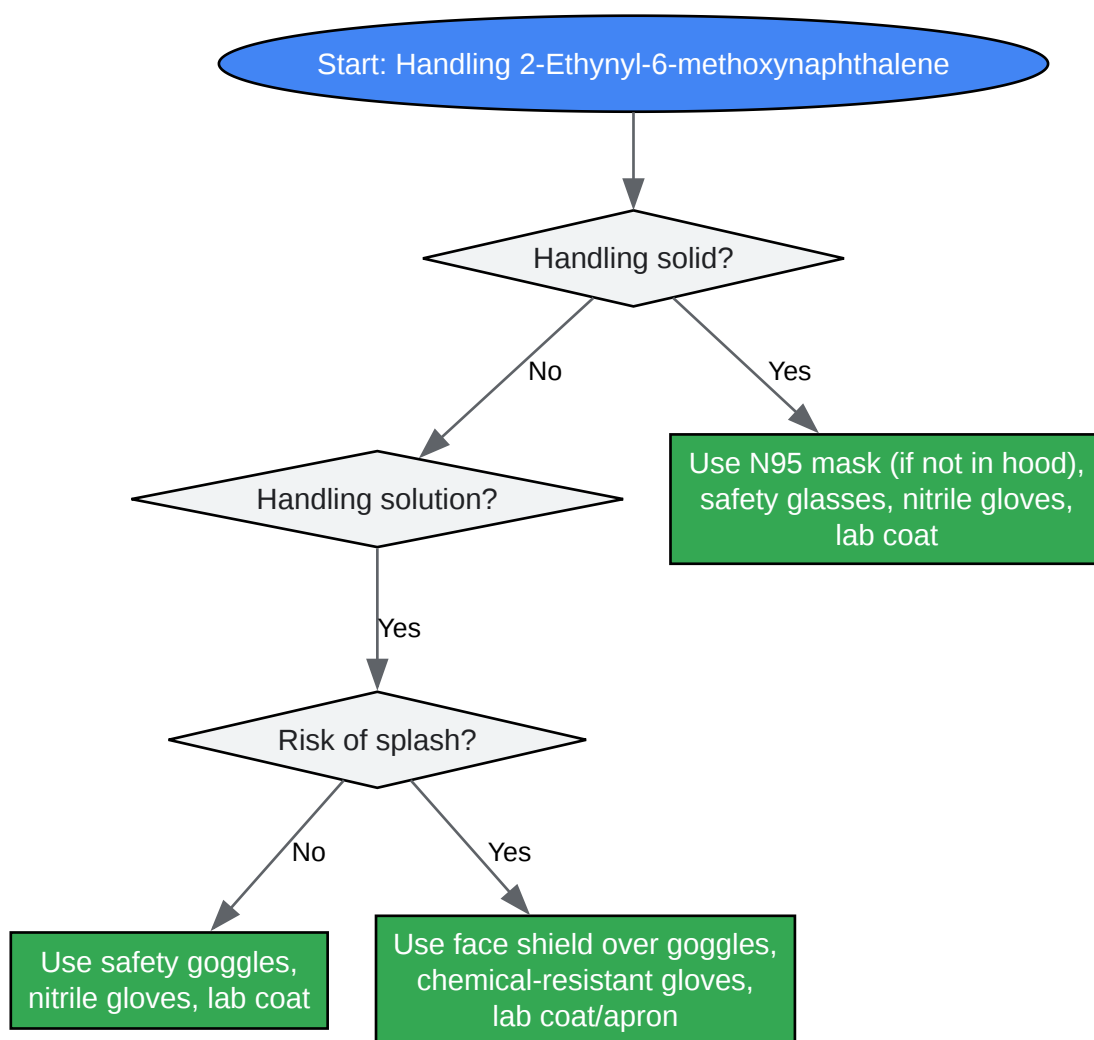 Start: Handling 2-Ethynyl-6-methoxynaphthalene
Handling solid?
No
Yes
Use N95 mask (if not in hood),
safety glasses, nitrile gloves,
lab coat
Handling solution?
Yes
Risk of splash?
No
Yes
Use safety goggles,
nitrile gloves, lab coat
Use face shield over goggles,
chemical-resistant gloves,
lab coat/apron